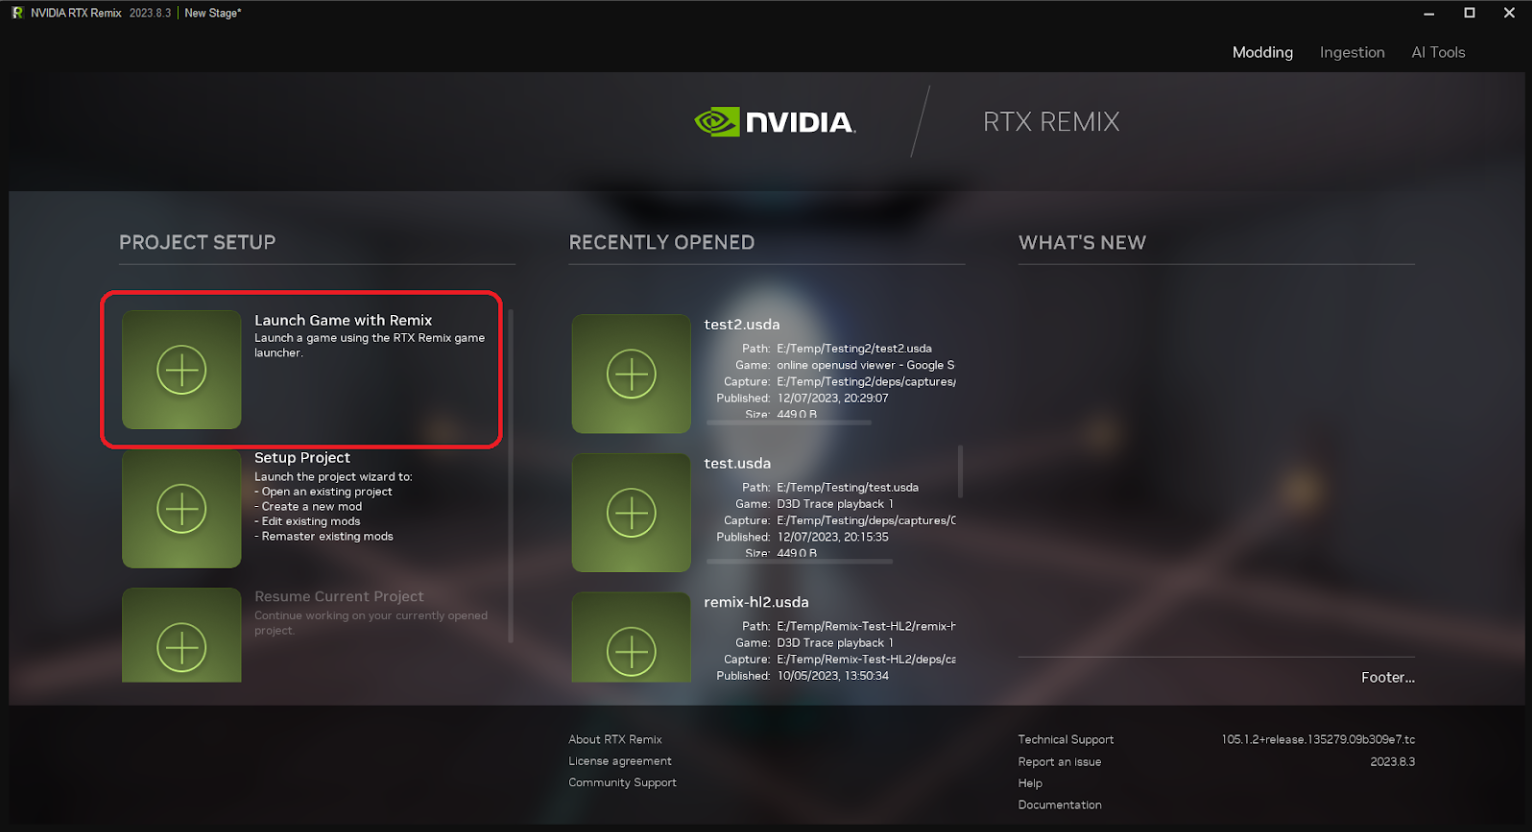 NVIDIA RTX Remix 2023.8.3 | New Stage*
Modding Ingestion AI Tools
NVIDIA.
RTX REMIX
PROJECT SETUP
Launch Game with Remix
Launch a game using the RTX Remix game
launcher.
Setup Project
Launch the project wizard to:
- Open an existing project
- Create a new mod
- Edit existing mods
- Remaster existing mods
Resume Current Project
Continue working on your currently opened
project.
RECENTLY OPENED
test2.usda
Path: E:/Temp/Testing2/test2.usda
Game: online openusd viewer - Google S
Capture: E:/Temp/Testing2/deps/captures/
Published: 12/07/2023, 20:29:07
Size: 449.0 B
test.usda
Path: E:/Temp/Testing/test.usda
Game: D3D Trace playback 1
Capture: E:/Temp/Testing/deps/captures/C
Published: 12/07/2023, 20:15:35
Size: 449.0 B
remix-hl2.usda
Path: E:/Temp/Remix-Test-HL2/remix-h
Game: D3D Trace playback 1
Capture: E:/Temp/Remix-Test-HL2/deps/ca
Published: 10/05/2023, 13:50:34
WHAT'S NEW
Footer...
About RTX Remix
License agreement
Community Support
Technical Support
Report an issue
Help
Documentation
105.1.2+release.135279.09b309e7.tc
2023.8.3